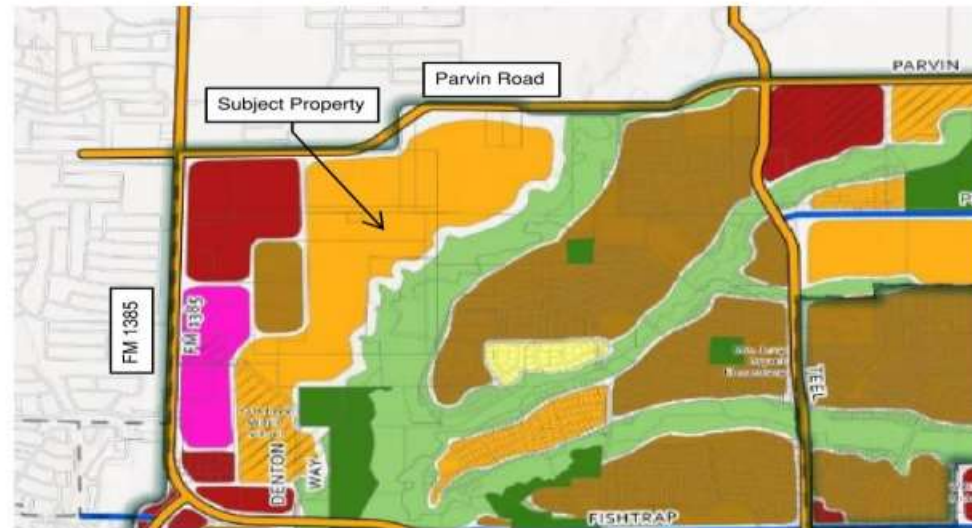 PARVIN
Parvin Road
Subject Property
P
FM 1385
FM 1385
TEEL
DENTON
WAY
FISHTRAP